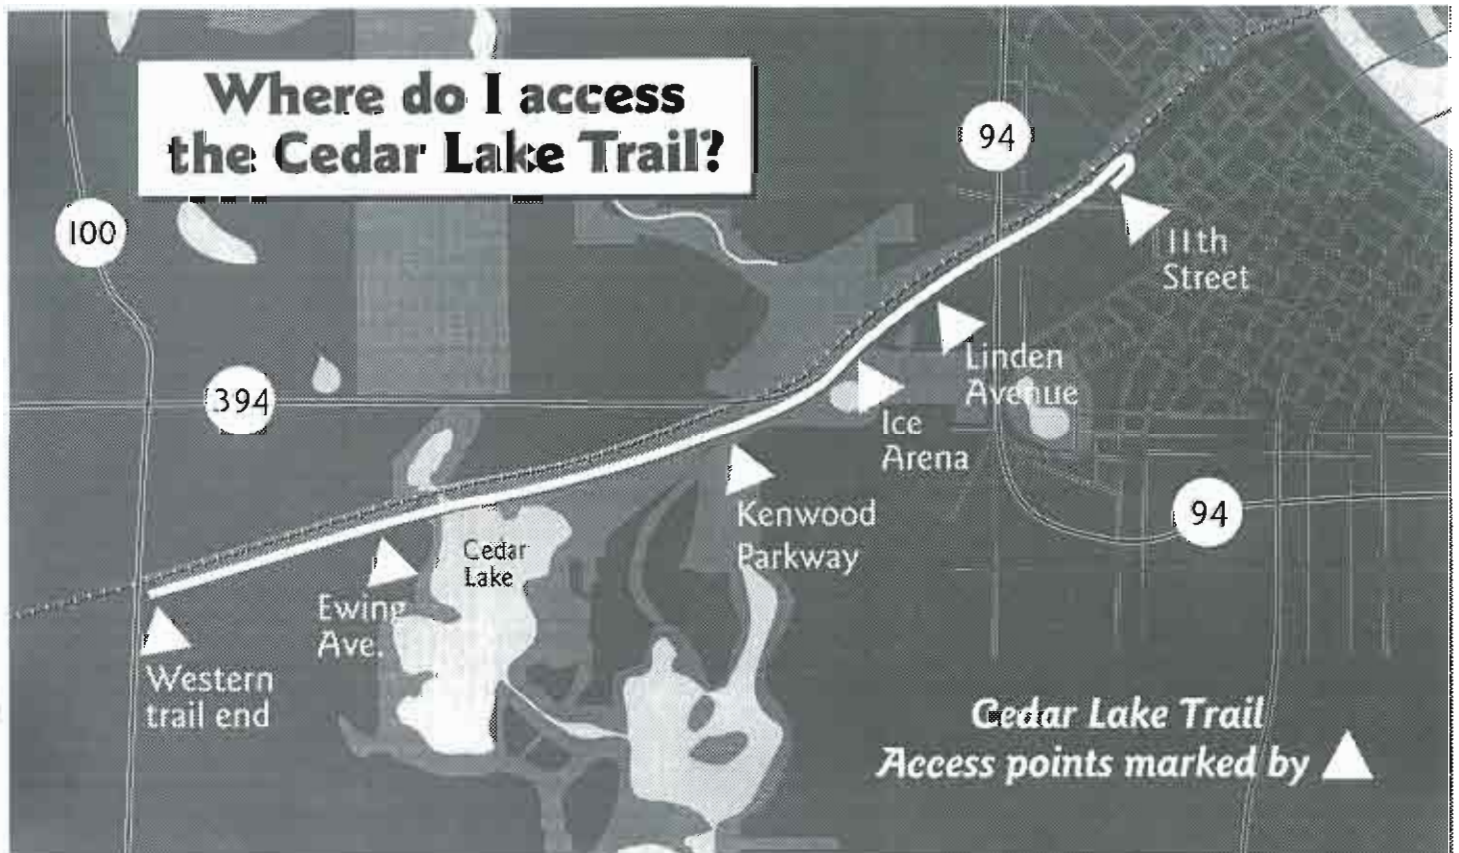 Where do I access
the Cedar Lake Trail?
94
100
11th
Street
Linden
Avenue
394
Ice
Arena
Kenwood
Parkway
94
Cedar
Lake
Ewing
Ave.
Western
trail end
Cedar Lake Trail
Access points marked by